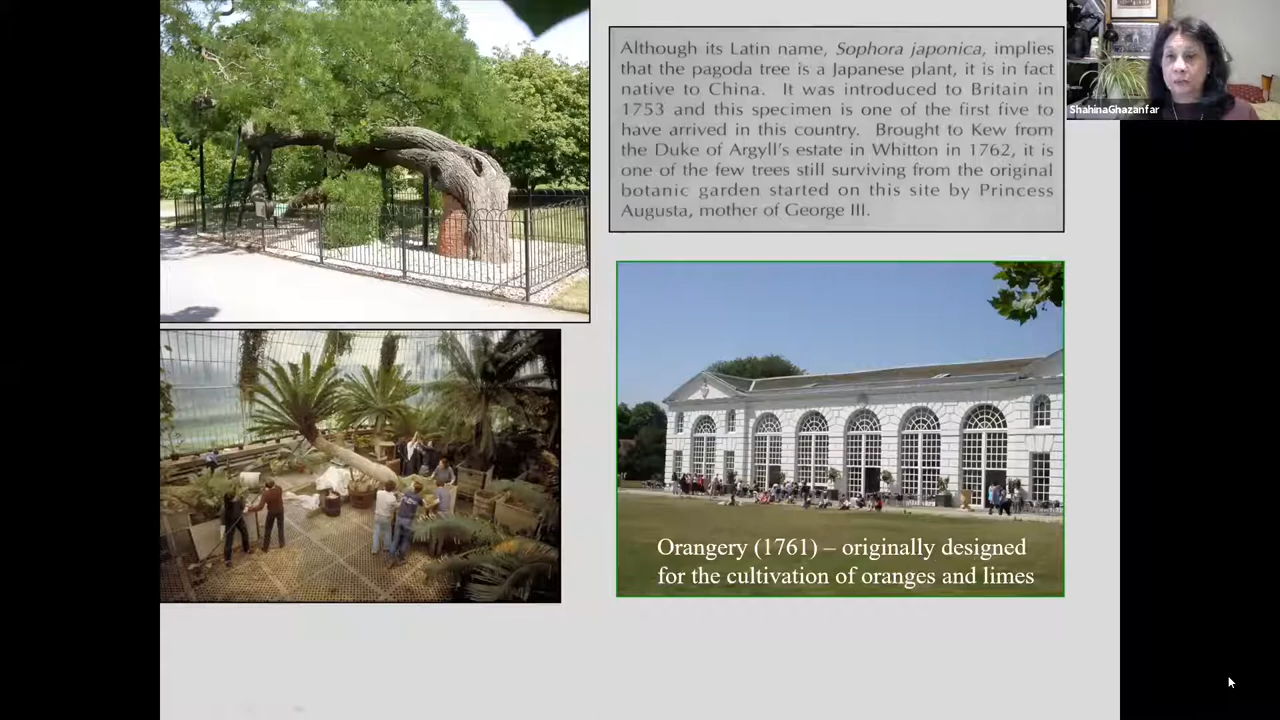 Although its Latin name, Sophora japonica, implies
that the pagoda tree is a Japanese plant, it is in fact
native to China. It was introduced to Britain in
1753 and this specimen is one of the first five to
have arrived in this country. Brought to Kew from
the Duke of Argyll's estate in Whitton in 1762, it is
one of the few trees still surviving from the original
botanic garden started on this site by Princess
Augusta, mother of George III.
ShahinaGhazanfar
Orangery (1761) – originally designed
for the cultivation of oranges and limes